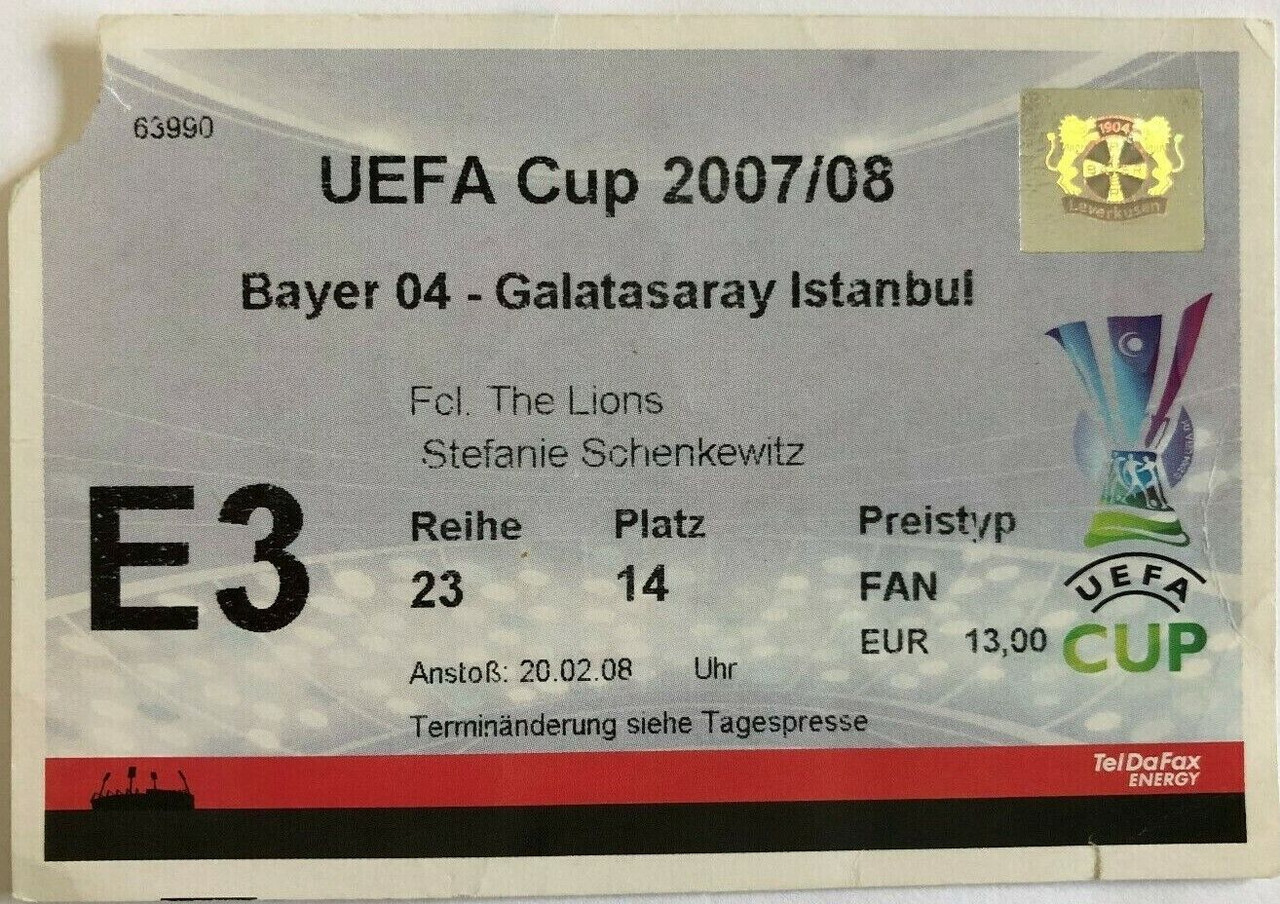 63990
1904
Leverkusen
UEFA Cup 2007/08
Bayer 04 - Galatasaray Istanbul
Fcl. The Lions
Stefanie Schenkewitz
E3
Reihe Platz Preistyp
23 14 FAN
EUR 13,00
UEFA
CUP
Anstoß: 20.02.08 Uhr
Terminänderung siehe Tagespresse
TelDaFax
ENERGY